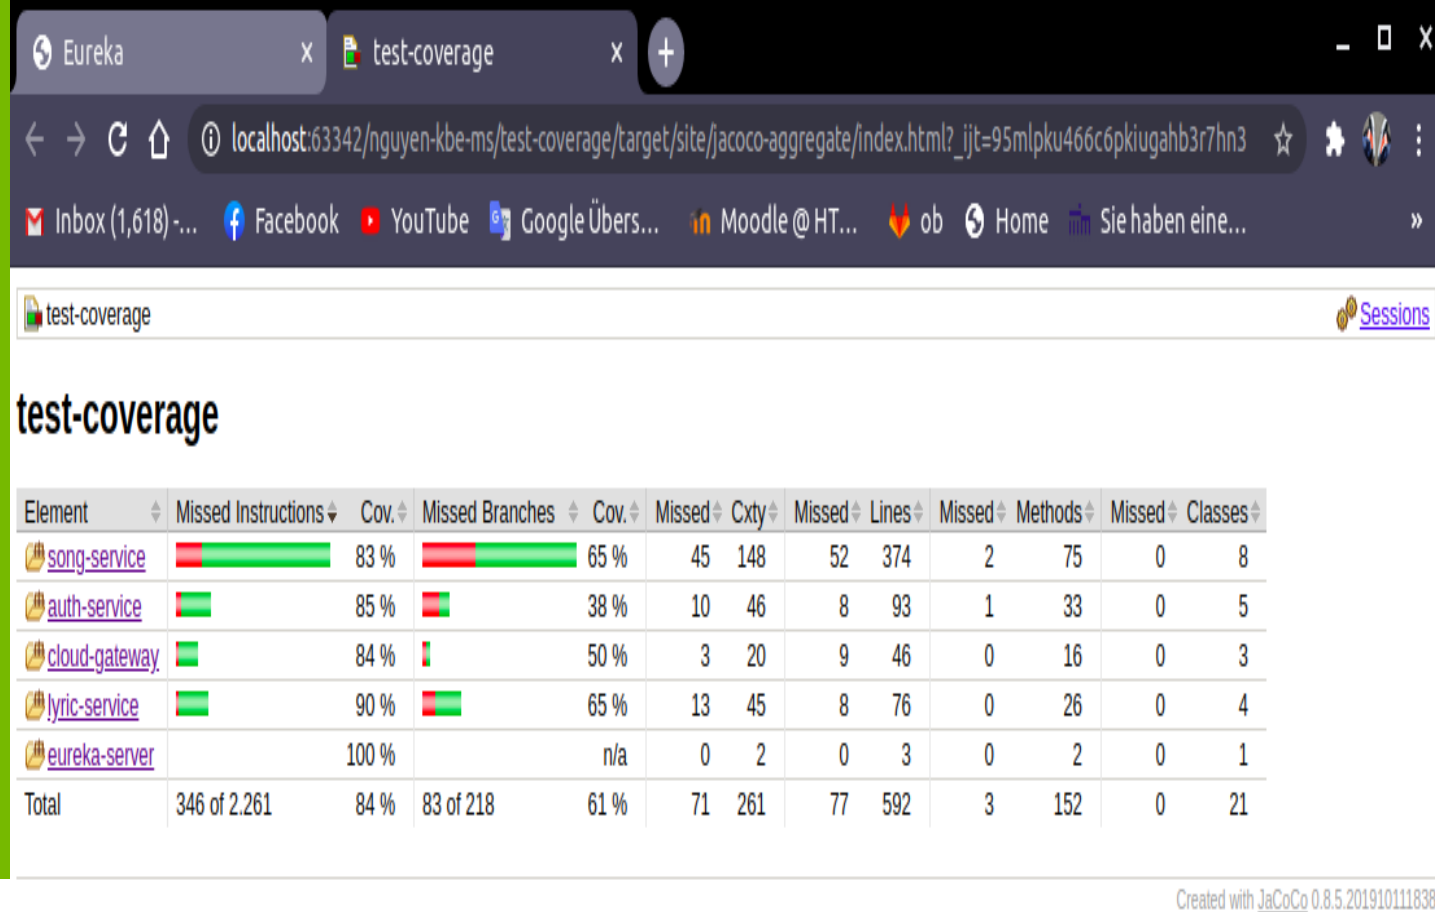 Eureka × test-coverage × +
localhost:63342/nguyen-kbe-ms/test-coverage/target/site/jacoco-aggregate/index.html?_ijt=95mlpku466c6pkiugahb3r7hn3
Inbox (1,618) -... Facebook YouTube Google Übers... Moodle @ HT... ob Home Sie haben eine... »
test-coverage Sessions
test-coverage
Element Missed Instructions Cov. Missed Branches Cov. Missed Cxty Missed Lines Missed Methods Missed Classes
song-service 83 % 65 % 45 148 52 374 2 75 0 8
auth-service 85 % 38 % 10 46 8 93 1 33 0 5
cloud-gateway 84 % 50 % 3 20 9 46 0 16 0 3
lyric-service 90 % 65 % 13 45 8 76 0 26 0 4
eureka-server 100 % n/a 0 2 0 3 0 2 0 1
Total 346 of 2.261 84 % 83 of 218 61 % 71 261 77 592 3 152 0 21
Created with JaCoCo 0.8.5.201910111838